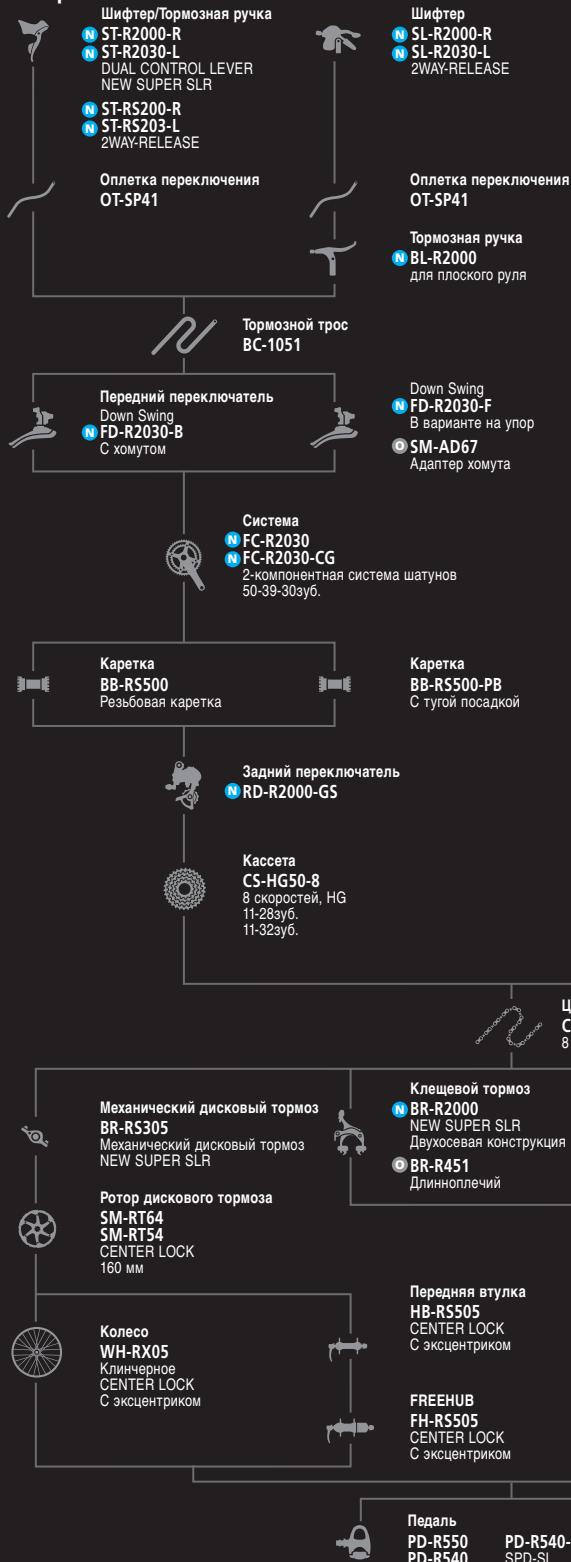 Шифтер/Тормозная ручка
N ST-R2000-R
N ST-R2030-L
DUAL CONTROL LEVER
NEW SUPER SLR
N ST-RS200-R
N ST-RS203-L
2WAY-RELEASE
Шифтер
N SL-R2000-R
N SL-R2030-L
2WAY-RELEASE
Оплетка переключения
OT-SP41
Оплетка переключения
OT-SP41
Тормозная ручка
N BL-R2000
для плоского руля
Тормозной трос
BC-1051
Передний переключатель
Down Swing
N FD-R2030-B
С хомутом
Down Swing
N FD-R2030-F
В варианте на упор
O SM-AD67
Адаптер хомута
Система
N FC-R2030
N FC-R2030-CG
2-компонентная система шатунов
50-39-30зуб.
Каретка
BB-RS500
Резьбовая каретка
Каретка
BB-RS500-PB
С тугой посадкой
Задний переключатель
N RD-R2000-GS
Кассета
CS-HG50-8
8 скоростей, HG
11-28зуб.
11-32зуб.
Ц
C
8
Механический дисковый тормоз
BR-RS305
Механический дисковый тормоз
NEW SUPER SLR
Клещевой тормоз
N BR-R2000
NEW SUPER SLR
Двухосевая конструкция
O BR-R451
Длинноплечий
Ротор дискового тормоза
SM-RT64
SM-RT54
CENTER LOCK
160 мм
Колесо
WH-RX05
Клинчерное
CENTER LOCK
С эксцентриком
Передняя втулка
HB-RS505
CENTER LOCK
С эксцентриком
FREEHUB
FH-RS505
CENTER LOCK
С эксцентриком
Педаль
PD-R550 PD-R540-
PD-R540 SPD-SL